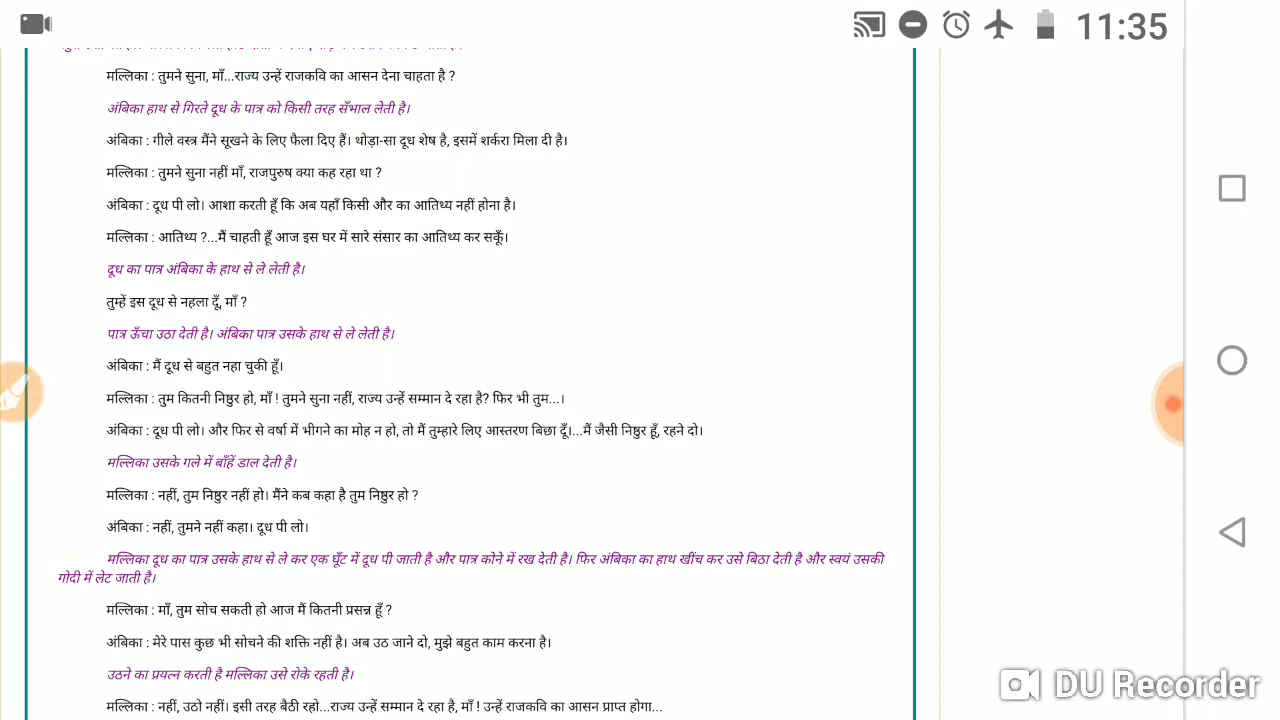 11:35
मल्लिका : तुमने सुना, माँ...राज्य उन्हें राजकवि का आसन देना चाहता है ?
अंबिका हाथ से गिरते दूध के पात्र को किसी तरह सँभाल लेती है।
अंबिका : गीले वस्त्र मैंने सूखने के लिए फैला दिए हैं। थोड़ा-सा दूध शेष है, इसमें शर्करा मिला दी है।
मल्लिका : तुमने सुना नहीं माँ, राजपुरुष क्या कह रहा था ?
अंबिका : दूध पी लो। आशा करती हूँ कि अब यहाँ किसी और का आतिथ्य नहीं होना है।
मल्लिका : आतिथ्य ?...मैं चाहती हूँ आज इस घर में सारे संसार का आतिथ्य कर सकूँ।
दूध का पात्र अंबिका के हाथ से ले लेती है।
तुम्हें इस दूध से नहला दूँ, माँ ?
पात्र ऊँचा उठा देती है। अंबिका पात्र उसके हाथ से ले लेती है।
अंबिका : मैं दूध से बहुत नहा चुकी हूँ।
मल्लिका : तुम कितनी निष्ठुर हो, माँ ! तुमने सुना नहीं, राज्य उन्हें सम्मान दे रहा है? फिर भी तुम...।
अंबिका : दूध पी लो। और फिर से वर्षा में भीगने का मोह न हो, तो मैं तुम्हारे लिए आस्तरण बिछा दूँ।...मैं जैसी निष्ठुर हूँ, रहने दो।
मल्लिका उसके गले में बाँहें डाल देती है।
मल्लिका : नहीं, तुम निष्ठुर नहीं हो। मैंने कब कहा है तुम निष्ठुर हो ?
अंबिका : नहीं, तुमने नहीं कहा। दूध पी लो।
मल्लिका दूध का पात्र उसके हाथ से ले कर एक घूँट में दूध पी जाती है और पात्र कोने में रख देती है। फिर अंबिका का हाथ खींच कर उसे बिठा देती है और स्वयं उसकी
गोदी में लेट जाती है।
मल्लिका : माँ, तुम सोच सकती हो आज मैं कितनी प्रसन्न हूँ ?
अंबिका : मेरे पास कुछ भी सोचने की शक्ति नहीं है। अब उठ जाने दो, मुझे बहुत काम करना है।
उठने का प्रयत्न करती है मल्लिका उसे रोके रहती है।
मल्लिका : नहीं, उठो नहीं। इसी तरह बैठी रहो...राज्य उन्हें सम्मान दे रहा है, माँ ! उन्हें राजकवि का आसन प्राप्त होगा...
DU Recorder